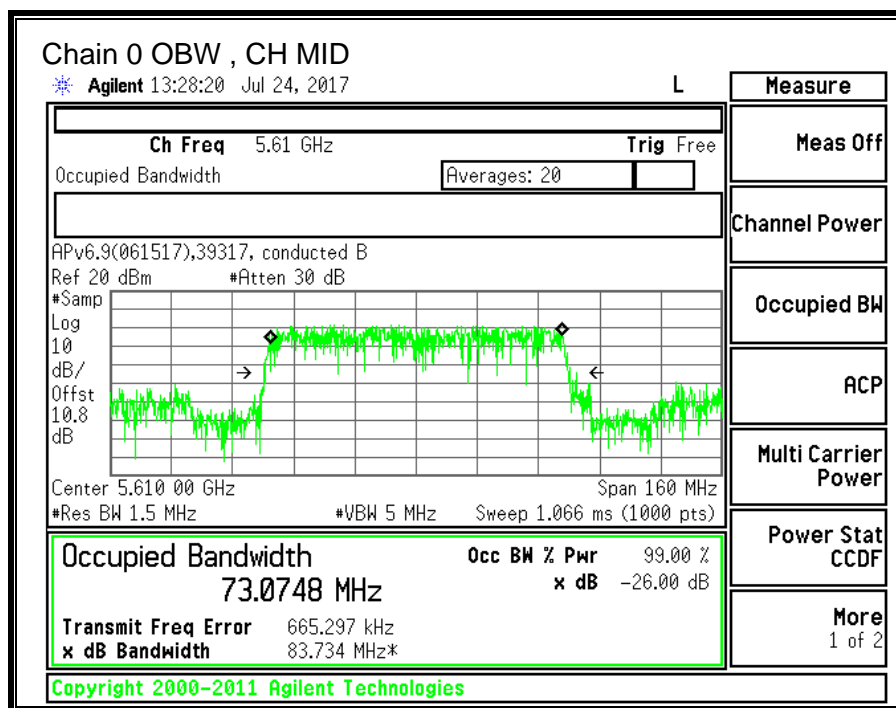 Chain 0 OBW , CH MID
Agilent 13:28:20 Jul 24, 2017 L
Measure
Ch Freq 5.61 GHz Trig Free
Meas Off
Occupied Bandwidth Averages: 20
Channel Power
APv6.9(061517),39317, conducted B
Ref 20 dBm #Atten 30 dB
#Samp
Log
10
dB/
Offst
10.8
dB
Occupied BW
ACP
Multi Carrier
Power
Center 5.610 00 GHz Span 160 MHz
#Res BW 1.5 MHz #VBW 5 MHz Sweep 1.066 ms (1000 pts)
Power Stat
CCDF
Occupied Bandwidth Occ BW % Pwr 99.00 %
73.0748 MHz x dB -26.00 dB
Transmit Freq Error 665.297 kHz
x dB Bandwidth 83.734 MHz*
More
1 of 2
Copyright 2000-2011 Agilent Technologies